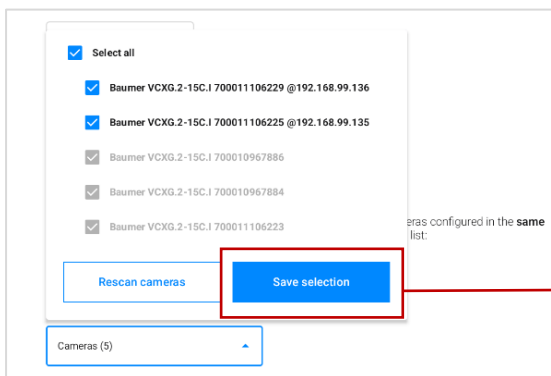 Select all
Baumer VCXG.2-15C.I 700011106229 @192.168.99.136
Baumer VCXG.2-15C.I 700011106225 @192.168.99.135
Baumer VCXG.2-15C.I 700010967886
Baumer VCXG.2-15C.I 700010967884
Baumer VCXG.2-15C.I 700011106223
eras configured in the same
list:
Rescan cameras Save selection
Cameras (5)